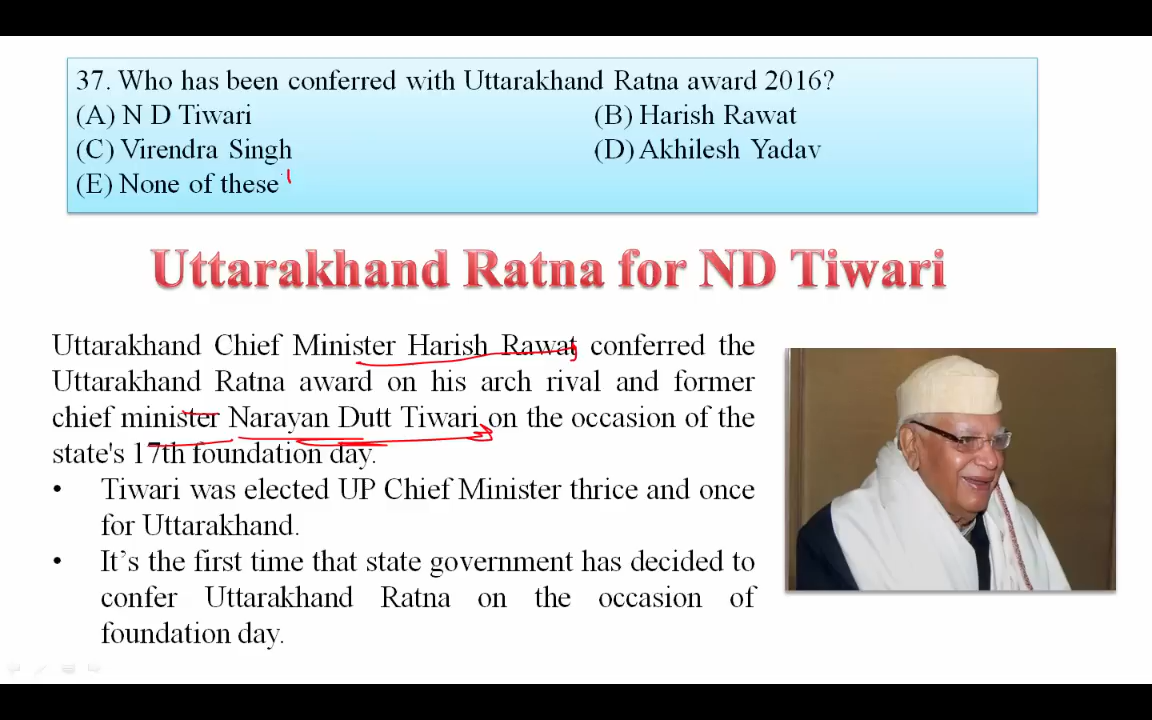 37. Who has been conferred with Uttarakhand Ratna award 2016?
(A) N D Tiwari (B) Harish Rawat
(C) Virendra Singh (D) Akhilesh Yadav
(E) None of these
Uttarakhand Ratna for ND Tiwari
Uttarakhand Chief Minister Harish Rawat conferred the
Uttarakhand Ratna award on his arch rival and former
chief minister Narayan Dutt Tiwari on the occasion of the
state's 17th foundation day.
• Tiwari was elected UP Chief Minister thrice and once
for Uttarakhand.
• It’s the first time that state government has decided to
confer Uttarakhand Ratna on the occasion of
foundation day.